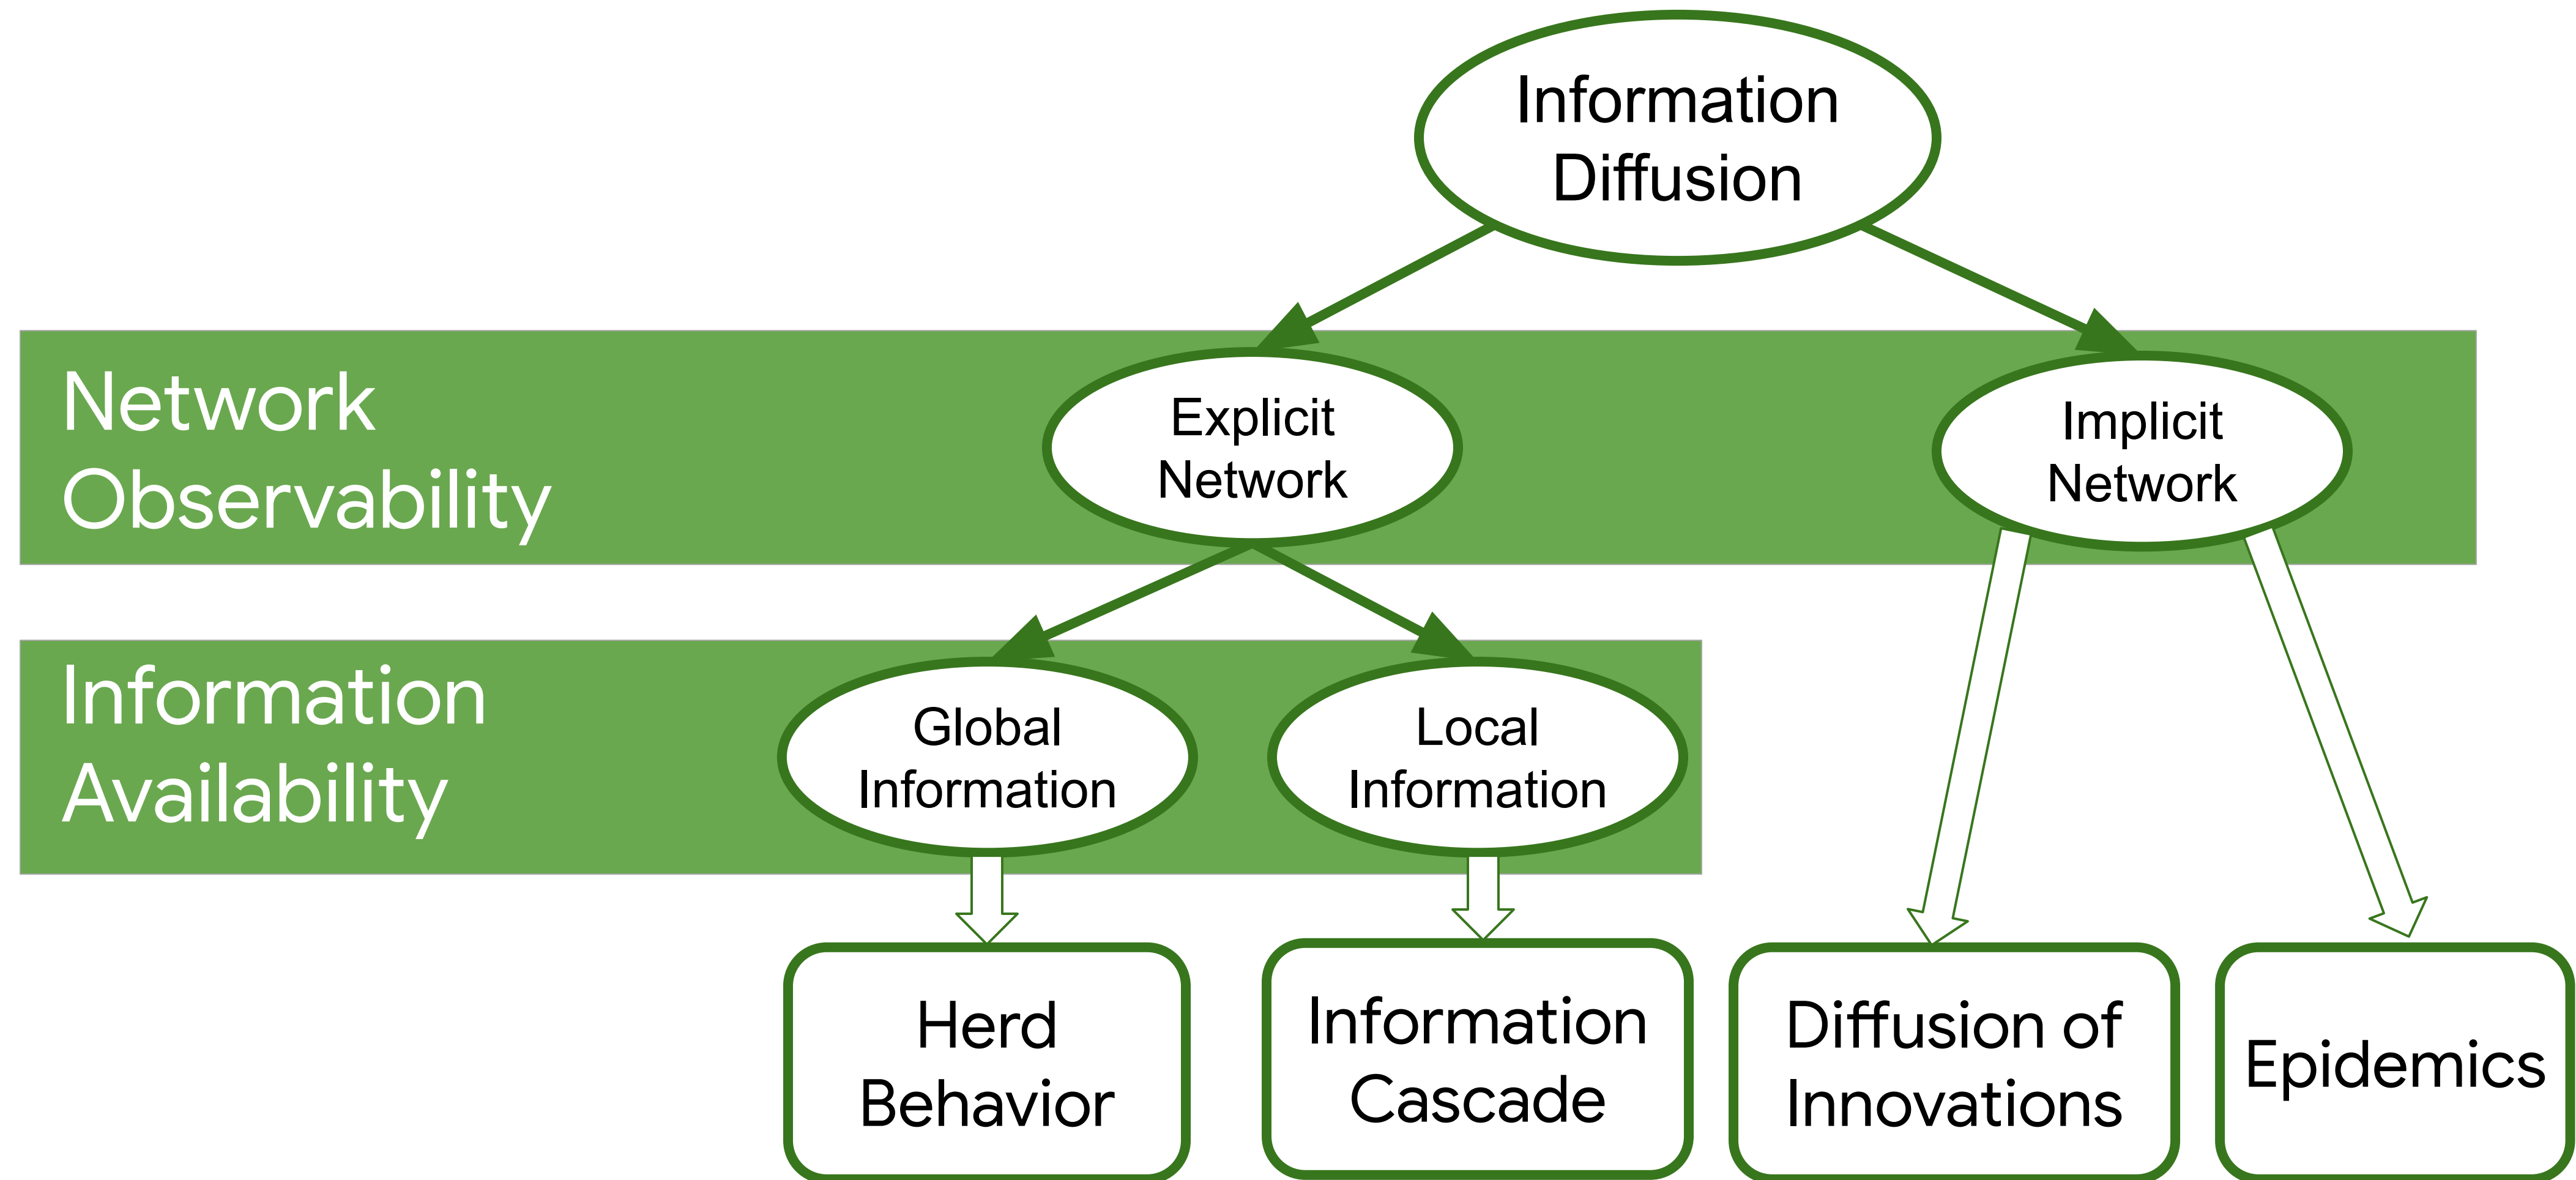 Information
Diffusion
Network
Observability
Explicit
Network
Implicit
Network
Information
Availability
Global
Information
Local
Information
Herd
Behavior
Information
Cascade
Diffusion of
Innovations
Epidemics